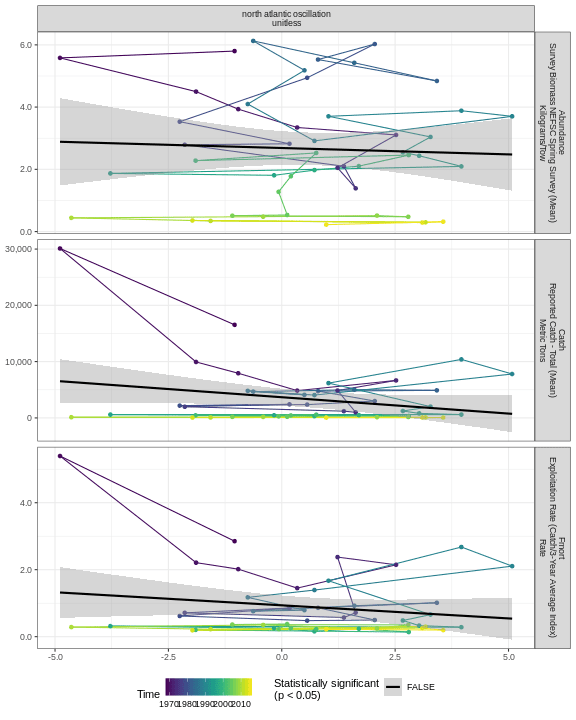 north atlantic oscillation
unitless
6.0
4.0
2.0
0.0
Abundance
Survey Biomass NEFSC Spring Survey (Mean)
Kilograms/Tow
30,000
20,000
10,000
0
Catch
Reported Catch - Total (Mean)
Metric Tons
4.0
2.0
0.0
Fmort
Exploitation Rate (Catch/3-Year Average Index)
Rate
-5.0
-2.5
0.0
2.5
5.0
Time
1970 1980 1990 2000 2010
Statistically significant
(p < 0.05)
FALSE